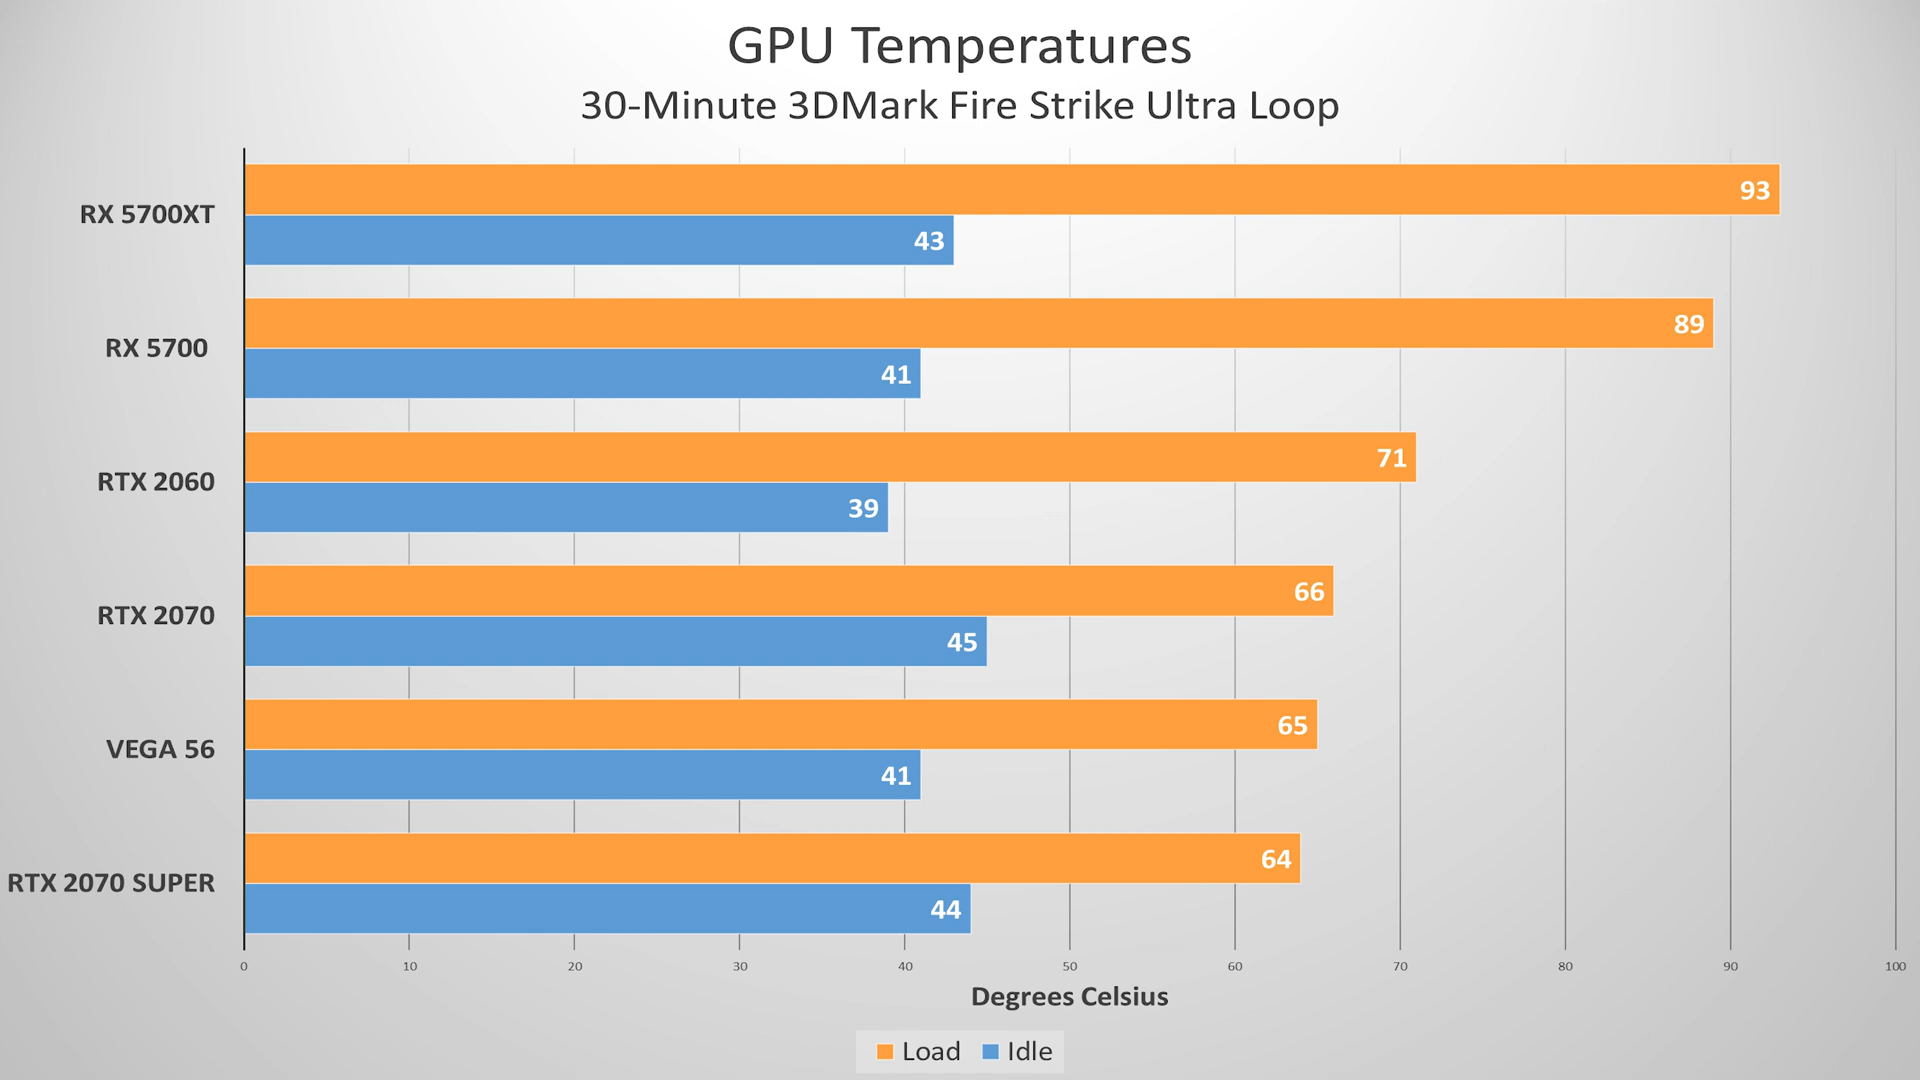 GPU Temperatures
30-Minute 3DMark Fire Strike Ultra Loop
RX 5700XT
93
43
RX 5700
89
41
RTX 2060
71
39
RTX 2070
66
45
VEGA 56
65
41
RTX 2070 SUPER
64
44
0 10 20 30 40 50 60 70 80 90 100
Degrees Celsius
Load Idle